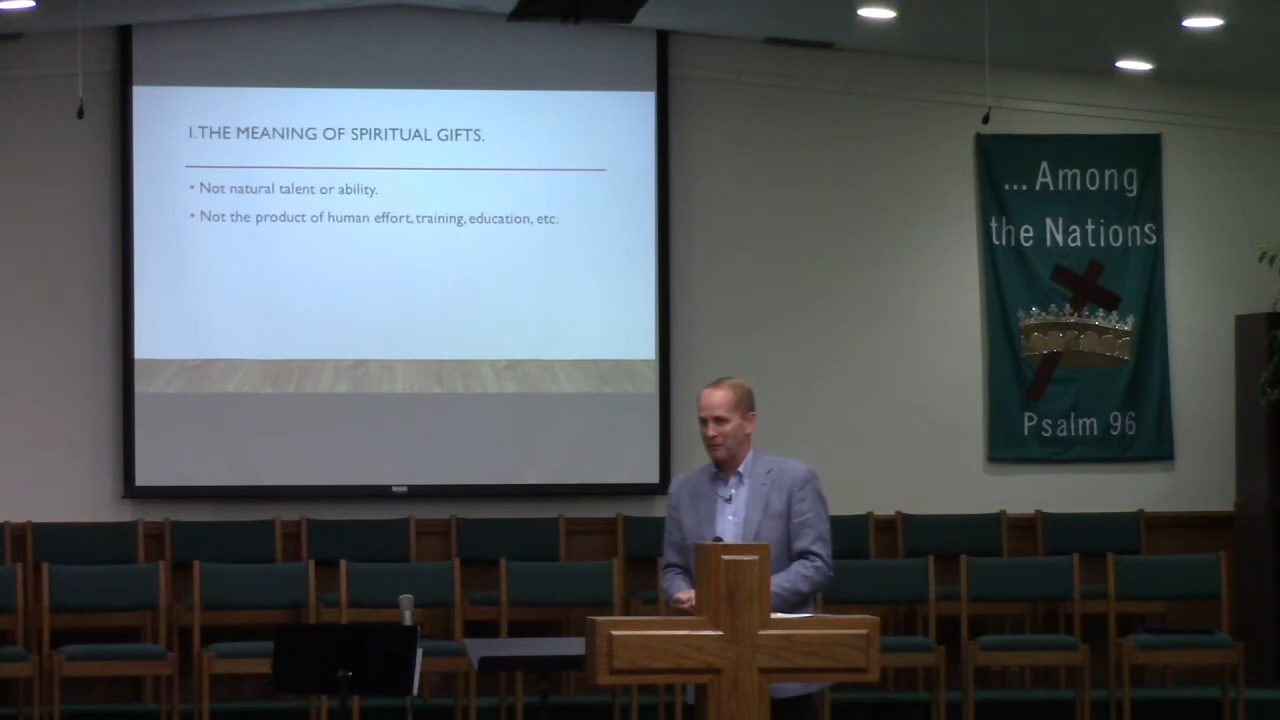 I. THE MEANING OF SPIRITUAL GIFTS.
• Not natural talent or ability.
• Not the product of human effort, training, education, etc.
... Among
the Nations
Psalm 96